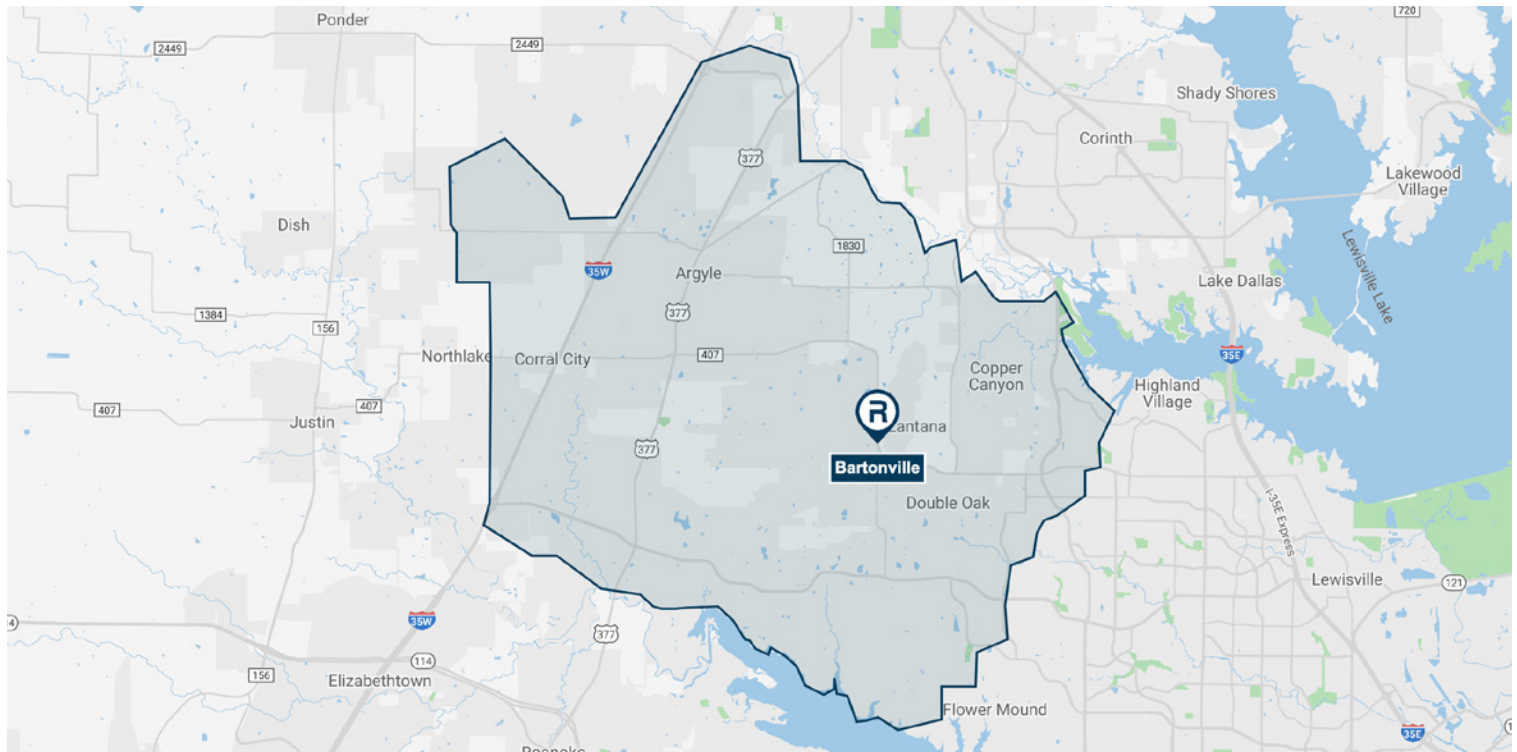 Ponder
720
2449
2449
Shady Shores
Corinth
377
Lakewood
Village
Dish
1830
35W
Argyle
Lewisville Lake
Lake Dallas
1384
377
156
Northlake
Corral City
407
35E
Copper
Canyon
Highland
Village
407
407
Justin
R
Lantana
377
Bartonville
Double Oak
I-35E Express
Lewisville
121
35W
377
114
156
Elizabethtown
Flower Mound
35E
Roanoke